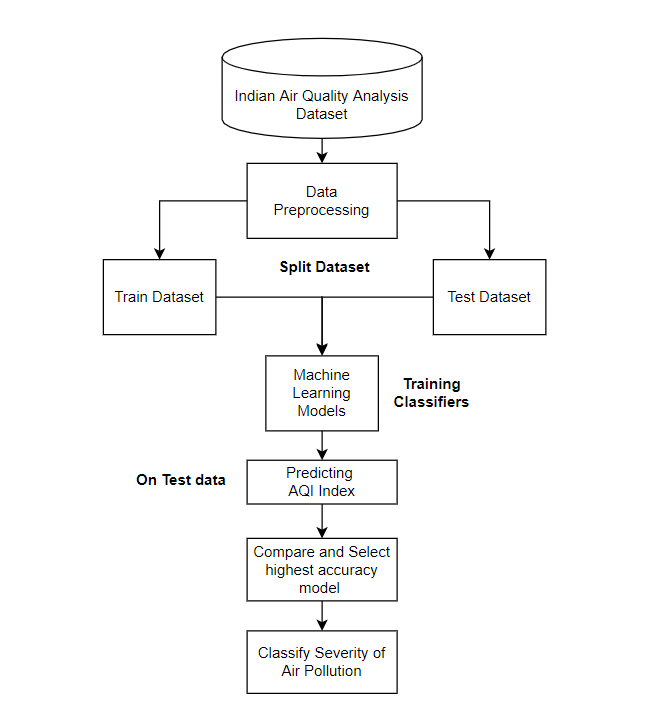 Indian Air Quality Analysis
Dataset
Data
Preprocessing
Split Dataset
Train Dataset
Test Dataset
Machine
Learning
Models
Training
Classifiers
On Test data
Predicting
AQI Index
Compare and Select
highest accuracy
model
Classify Severity of
Air Pollution